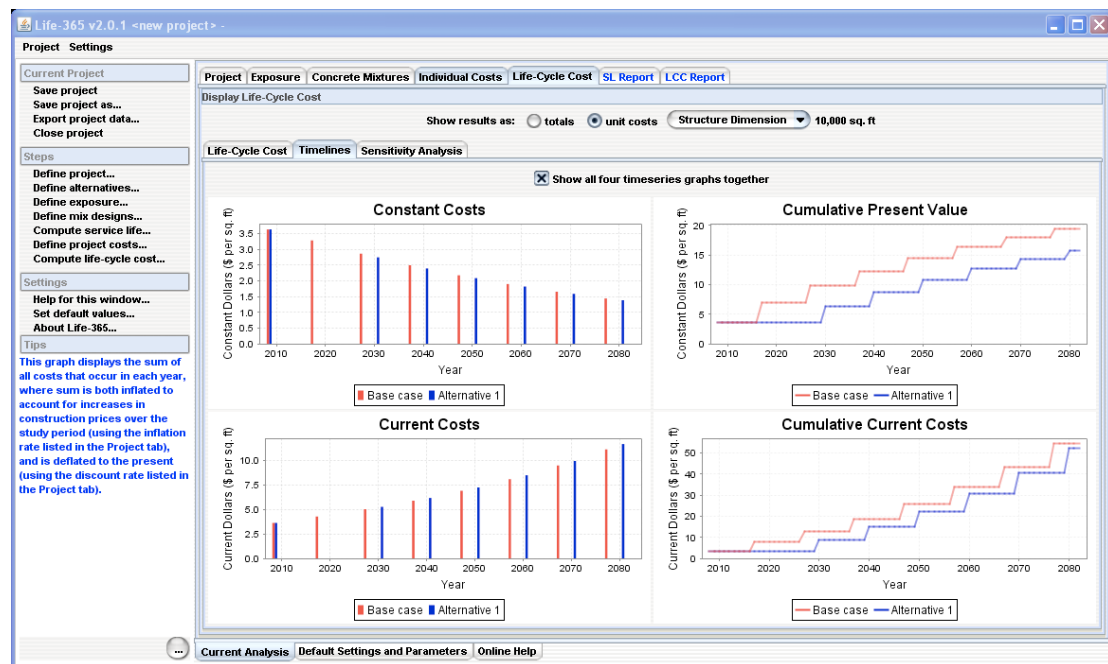 Life-365 v2.0.1 <new project> -
Project Settings
Current Project
Save project
Save project as...
Export project data...
Close project
Steps
Define project...
Define alternatives...
Define exposure...
Define mix designs...
Compute service life...
Define project costs...
Compute life-cycle cost...
Settings
Help for this window...
Set default values...
About Life-365...
Tips
This graph displays the sum of
all costs that occur in each year,
where sum is both inflated to
account for increases in
construction prices over the
study period (using the inflation
rate listed in the Project tab),
and is deflated to the present
(using the discount rate listed in
the Project tab).
...
Project Exposure Concrete Mixtures Individual Costs Life-Cycle Cost SL Report LCC Report
Display Life-Cycle Cost
Show results as: totals unit costs Structure Dimension 10,000 sq. ft
Life-Cycle Cost Timelines Sensitivity Analysis
Show all four timeseries graphs together
Constant Costs
Constant Dollars ($ per sq. ft)
3.5
3.0
2.5
2.0
1.5
1.0
0.5
0.0
2010 2020 2030 2040 2050 2060 2070 2080
Year
Base case Alternative 1
Cumulative Present Value
Constant Dollars ($ per sq. ft)
20
15
10
5
0
2010 2020 2030 2040 2050 2060 2070 2080
Year
Base case Alternative 1
Current Costs
Current Dollars ($ per sq. ft)
10.0
7.5
5.0
2.5
0.0
2010 2020 2030 2040 2050 2060 2070 2080
Year
Base case Alternative 1
Cumulative Current Costs
Current Dollars ($ per sq. ft)
50
40
30
20
10
0
2010 2020 2030 2040 2050 2060 2070 2080
Year
Base case Alternative 1
Current Analysis Default Settings and Parameters Online Help